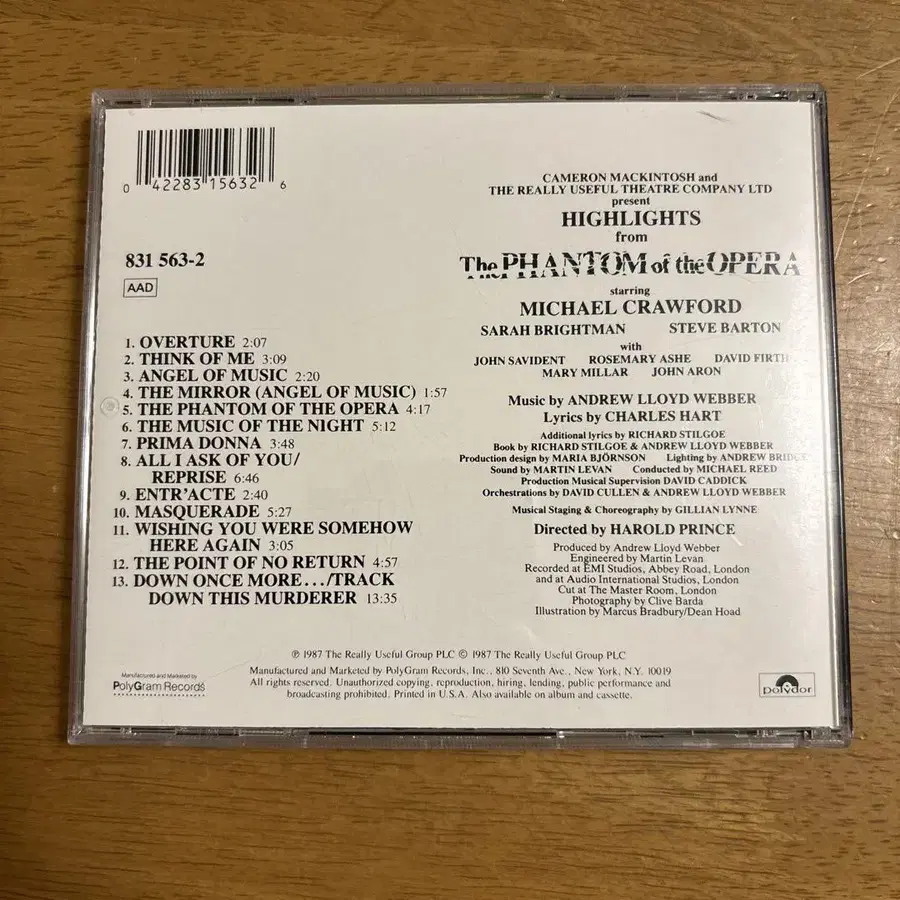 0 42283 15632 6
831 563-2
AAD
1. OVERTURE 2:07
2. THINK OF ME 3:09
3. ANGEL OF MUSIC 2:20
4. THE MIRROR (ANGEL OF MUSIC) 1:57
5. THE PHANTOM OF THE OPERA 4:17
6. THE MUSIC OF THE NIGHT 5:12
7. PRIMA DONNA 3:48
8. ALL I ASK OF YOU/
REPRISE 6:46
9. ENTR'ACTE 2:40
10. MASQUERADE 5:27
11. WISHING YOU WERE SOMEHOW
HERE AGAIN 3:05
12. THE POINT OF NO RETURN 4:57
13. DOWN ONCE MORE.../TRACK
DOWN THIS MURDERER 13:35
CAMERON MACKINTOSH and
THE REALLY USEFUL THEATRE COMPANY LTD
present
HIGHLIGHTS
from
The PHANTOM of the OPERA
starring
MICHAEL CRAWFORD
SARAH BRIGHTMAN STEVE BARTON
with
JOHN SAVIDENT ROSEMARY ASHE DAVID FIRTH
MARY MILLAR JOHN ARON
Music by ANDREW LLOYD WEBBER
Lyrics by CHARLES HART
Additional lyrics by RICHARD STILGOE
Book by RICHARD STILGOE & ANDREW LLOYD WEBBER
Production design by MARIA BJÖRNSON Lighting by ANDREW BRIDGE
Sound by MARTIN LEVAN Conducted by MICHAEL REED
Production Musical Supervision DAVID CADDICK
Orchestrations by DAVID CULLEN & ANDREW LLOYD WEBBER
Musical Staging & Choreography by GILLIAN LYNNE
Directed by HAROLD PRINCE
Produced by Andrew Lloyd Webber
Engineered by Martin Levan
Recorded at EMI Studios, Abbey Road, London
and at Audio International Studios, London
Cut at The Master Room, London
Photography by Clive Barda
Illustration by Marcus Bradbury/Dean Hoad
℗ 1987 The Really Useful Group PLC © 1987 The Really Useful Group PLC
Manufactured and Marketed by PolyGram Records, Inc., 810 Seventh Ave., New York, N.Y. 10019
All rights reserved. Unauthorized copying, reproduction, hiring, lending, public performance and
broadcasting prohibited. Printed in U.S.A. Also available on album and cassette.
Manufactured and Marketed by
PolyGram Records
polydor